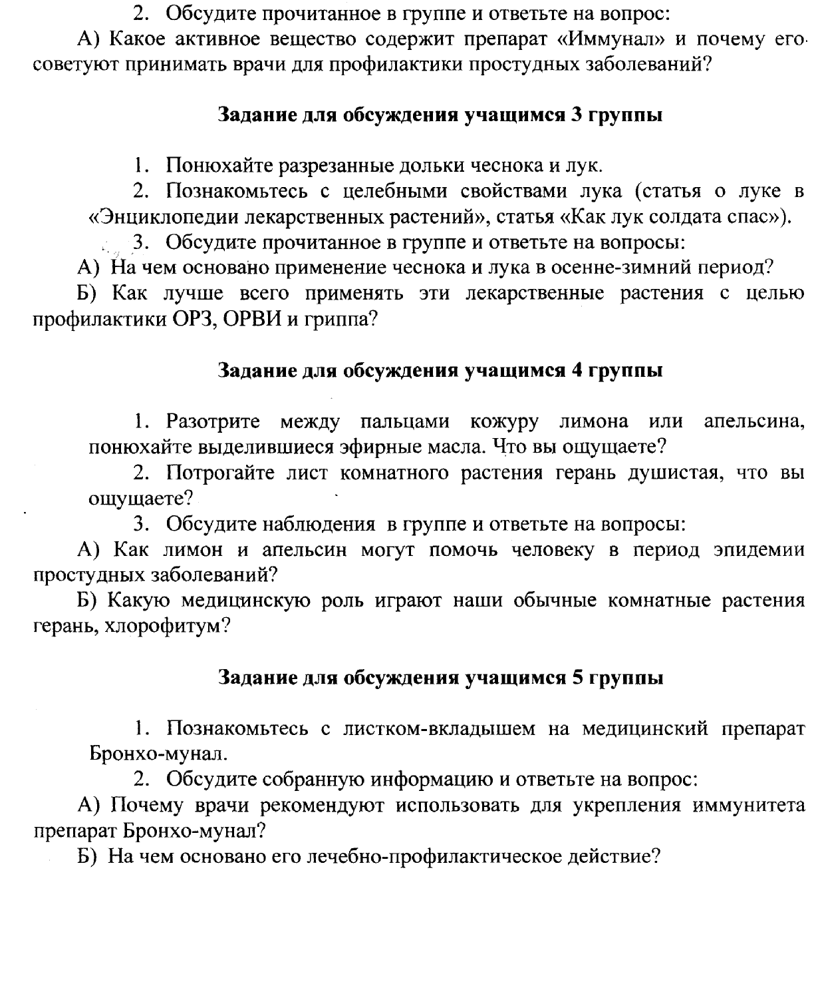 2. Обсудите прочитанное в группе и ответьте на вопрос:
А) Какое активное вещество содержит препарат «Иммунал» и почему его
советуют принимать врачи для профилактики простудных заболеваний?
Задание для обсуждения учащимся 3 группы
1. Понюхайте разрезанные дольки чеснока и лук.
2. Познакомьтесь с целебными свойствами лука (статья о луке в
«Энциклопедии лекарственных растений», статья «Как лук солдата спас»).
3. Обсудите прочитанное в группе и ответьте на вопросы:
А) На чем основано применение чеснока и лука в осенне-зимний период?
Б) Как лучше всего применять эти лекарственные растения с целью
профилактики ОРЗ, ОРВИ и гриппа?
Задание для обсуждения учащимся 4 группы
1. Разотрите между пальцами кожуру лимона или апельсина,
понюхайте выделившиеся эфирные масла. Что вы ощущаете?
2. Потрогайте лист комнатного растения герань душистая, что вы
ощущаете?
3. Обсудите наблюдения в группе и ответьте на вопросы:
А) Как лимон и апельсин могут помочь человеку в период эпидемии
простудных заболеваний?
Б) Какую медицинскую роль играют наши обычные комнатные растения
герань, хлорофитум?
Задание для обсуждения учащимся 5 группы
1. Познакомьтесь с листком-вкладышем на медицинский препарат
Бронхо-мунал.
2. Обсудите собранную информацию и ответьте на вопрос:
А) Почему врачи рекомендуют использовать для укрепления иммунитета
препарат Бронхо-мунал?
Б) На чем основано его лечебно-профилактическое действие?